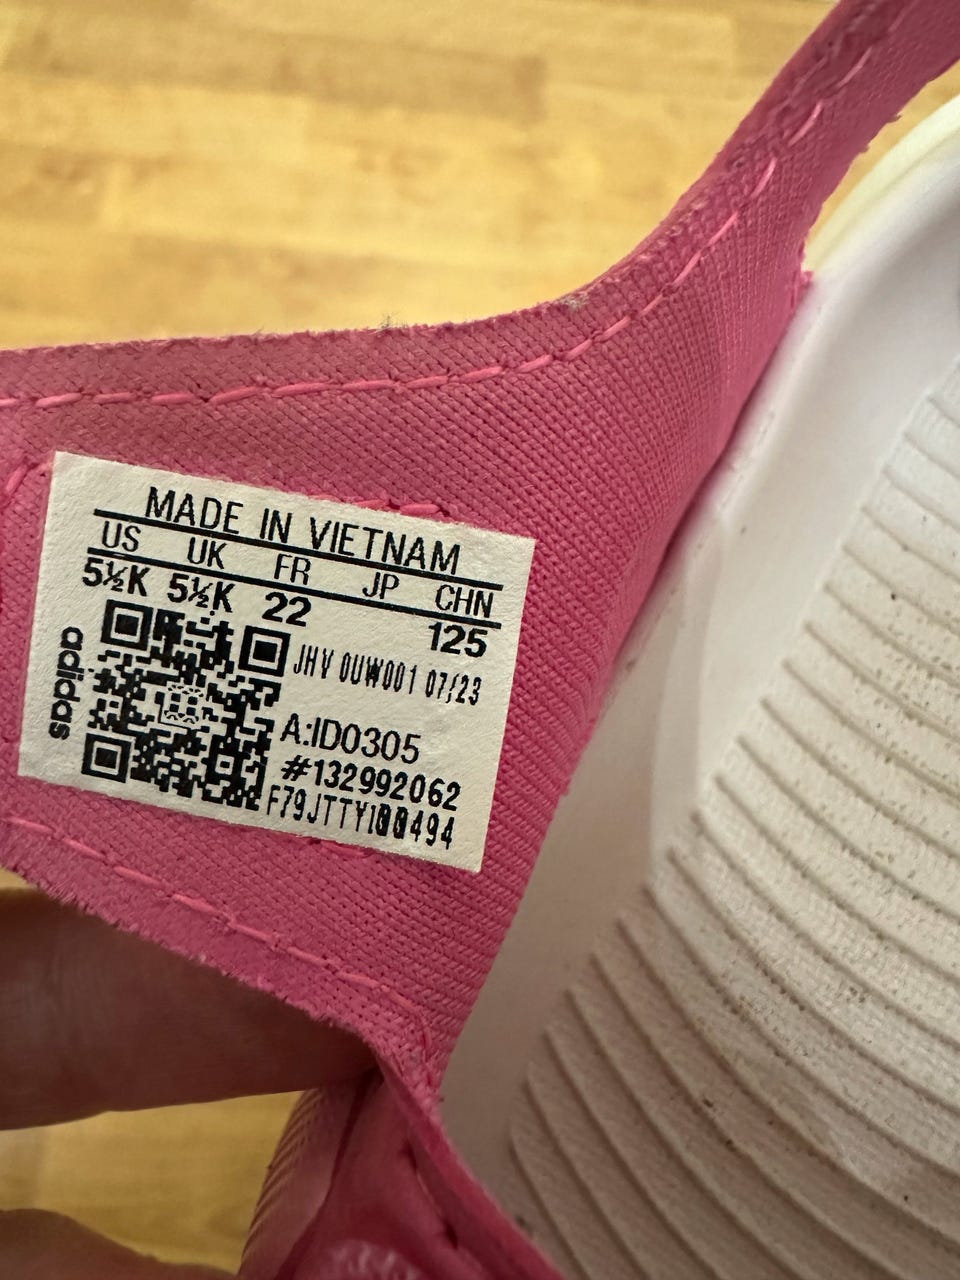 MADE IN VIETNAM
US UK FR JP CHN
5½K 5½K 22 125
JHV 0UW001 07/23
adidas
A:ID0305
#132992062
F79JTTY100494